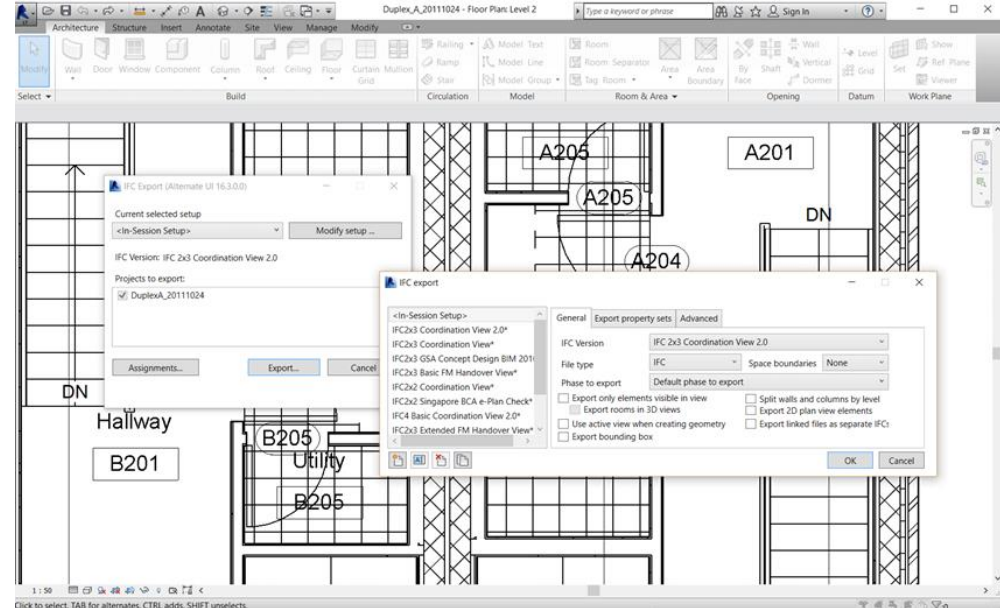 Duplex_A_20111024 - Floor Plan: Level 2
Type a keyword or phrase
Sign In
Architecture Structure Insert Annotate Site View Manage Modify
Modify Wall Door Window Component Column Roof Ceiling Floor Curtain Grid Mullion
Railing
Ramp
Stair
Model Text
Model Line
Model Group
Room
Room Separator
Tag Room
Area
Area Boundary
By Face
Shaft
Wall
Vertical
Dormer
Level
Grid
Set
Show
Ref Plane
Viewer
Select Build Circulation Model Room & Area Opening Datum Work Plane
A205
A201
A205
DN
A204
IFC Export (Alternate UI 16.3.0.0)
Current selected setup
<In-Session Setup>
Modify setup ...
IFC Version: IFC 2x3 Coordination View 2.0
Projects to export:
DuplexA_20111024
Assignments...
Export...
Cancel
IFC export
<In-Session Setup>
IFC2x3 Coordination View 2.0*
IFC2x3 Coordination View*
IFC2x3 GSA Concept Design BIM 201
IFC2x3 Basic FM Handover View*
IFC2x2 Coordination View*
IFC2x2 Singapore BCA e-Plan Check*
IFC4 Basic Coordination View 2.0*
IFC2x3 Extended FM Handover View*
General Export property sets Advanced
IFC Version IFC 2x3 Coordination View 2.0
File type IFC Space boundaries None
Phase to export Default phase to export
Export only elements visible in view
Export rooms in 3D views
Use active view when creating geometry
Export bounding box
Split walls and columns by level
Export 2D plan view elements
Export linked files as separate IFCs
OK
Cancel
DN
Hallway
B201
B205
Utility
B205
1 : 50
Click to select, TAB for alternates, CTRL adds, SHIFT unselects.